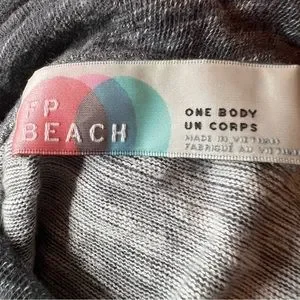 FP
BEACH
ONE BODY
UN CORPS
MADE IN VIETNAM
FABRIQUÉ AU VIETNAM